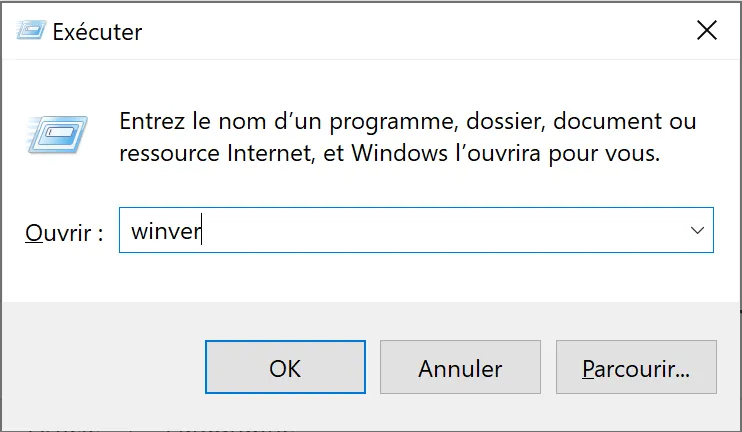 Exécuter
Entrez le nom d’un programme, dossier, document ou
ressource Internet, et Windows l’ouvrira pour vous.
Ouvrir : winver
OK Annuler Parcourir...